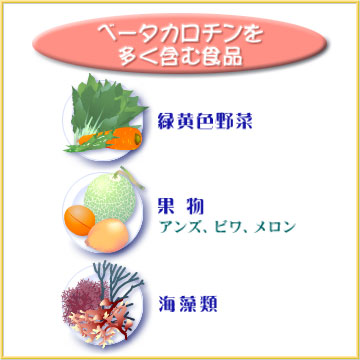 ベータカロチンを
多く含む食品
緑黄色野菜
果物
アンズ、ビワ、メロン
海藻類